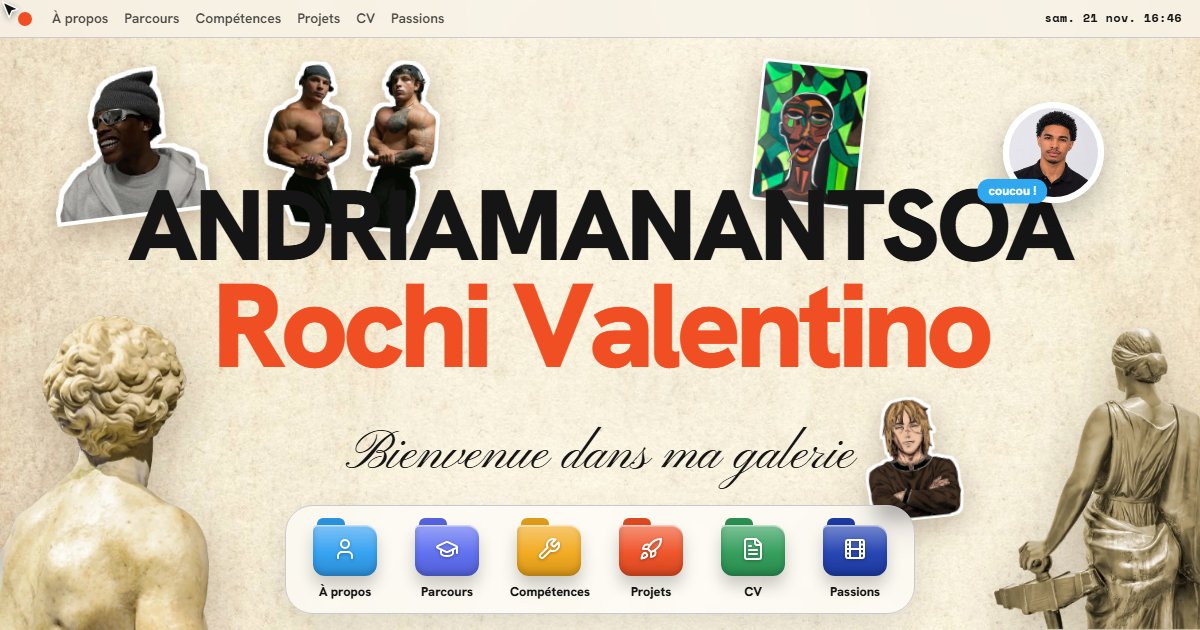 À propos Parcours Compétences Projets CV Passions sam. 21 nov. 16:46
coucou !
ANDRIAMANANTSOA
Rochi Valentino
Bienvenue dans ma galerie
À propos Parcours Compétences Projets CV Passions